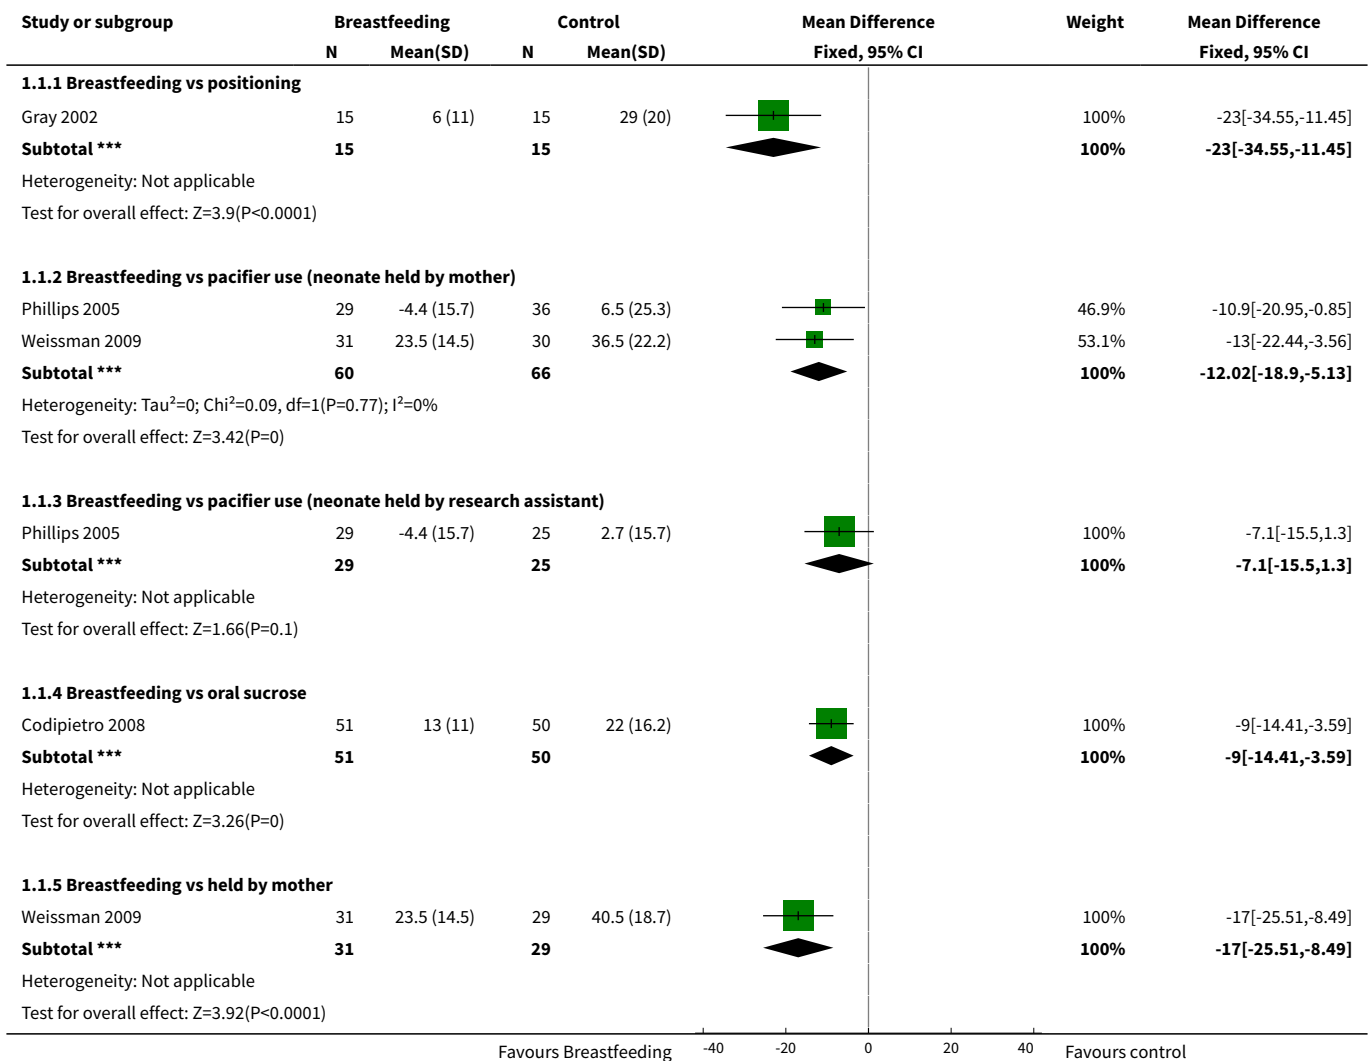 Study or subgroup Breastfeeding Control Mean Difference Weight Mean Difference
N Mean(SD) N Mean(SD) Fixed, 95% CI Fixed, 95% CI
1.1.1 Breastfeeding vs positioning
Gray 2002 15 6 (11) 15 29 (20) 100% -23[-34.55,-11.45]
Subtotal *** 15 15 100% -23[-34.55,-11.45]
Heterogeneity: Not applicable
Test for overall effect: Z=3.9(P<0.0001)
1.1.2 Breastfeeding vs pacifier use (neonate held by mother)
Phillips 2005 29 -4.4 (15.7) 36 6.5 (25.3) 46.9% -10.9[-20.95,-0.85]
Weissman 2009 31 23.5 (14.5) 30 36.5 (22.2) 53.1% -13[-22.44,-3.56]
Subtotal *** 60 66 100% -12.02[-18.9,-5.13]
Heterogeneity: Tau²=0; Chi²=0.09, df=1(P=0.77); I²=0%
Test for overall effect: Z=3.42(P=0)
1.1.3 Breastfeeding vs pacifier use (neonate held by research assistant)
Phillips 2005 29 -4.4 (15.7) 25 2.7 (15.7) 100% -7.1[-15.5,1.3]
Subtotal *** 29 25 100% -7.1[-15.5,1.3]
Heterogeneity: Not applicable
Test for overall effect: Z=1.66(P=0.1)
1.1.4 Breastfeeding vs oral sucrose
Codipietro 2008 51 13 (11) 50 22 (16.2) 100% -9[-14.41,-3.59]
Subtotal *** 51 50 100% -9[-14.41,-3.59]
Heterogeneity: Not applicable
Test for overall effect: Z=3.26(P=0)
1.1.5 Breastfeeding vs held by mother
Weissman 2009 31 23.5 (14.5) 29 40.5 (18.7) 100% -17[-25.51,-8.49]
Subtotal *** 31 29 100% -17[-25.51,-8.49]
Heterogeneity: Not applicable
Test for overall effect: Z=3.92(P<0.0001)
Favours Breastfeeding -40 -20 0 20 40 Favours control